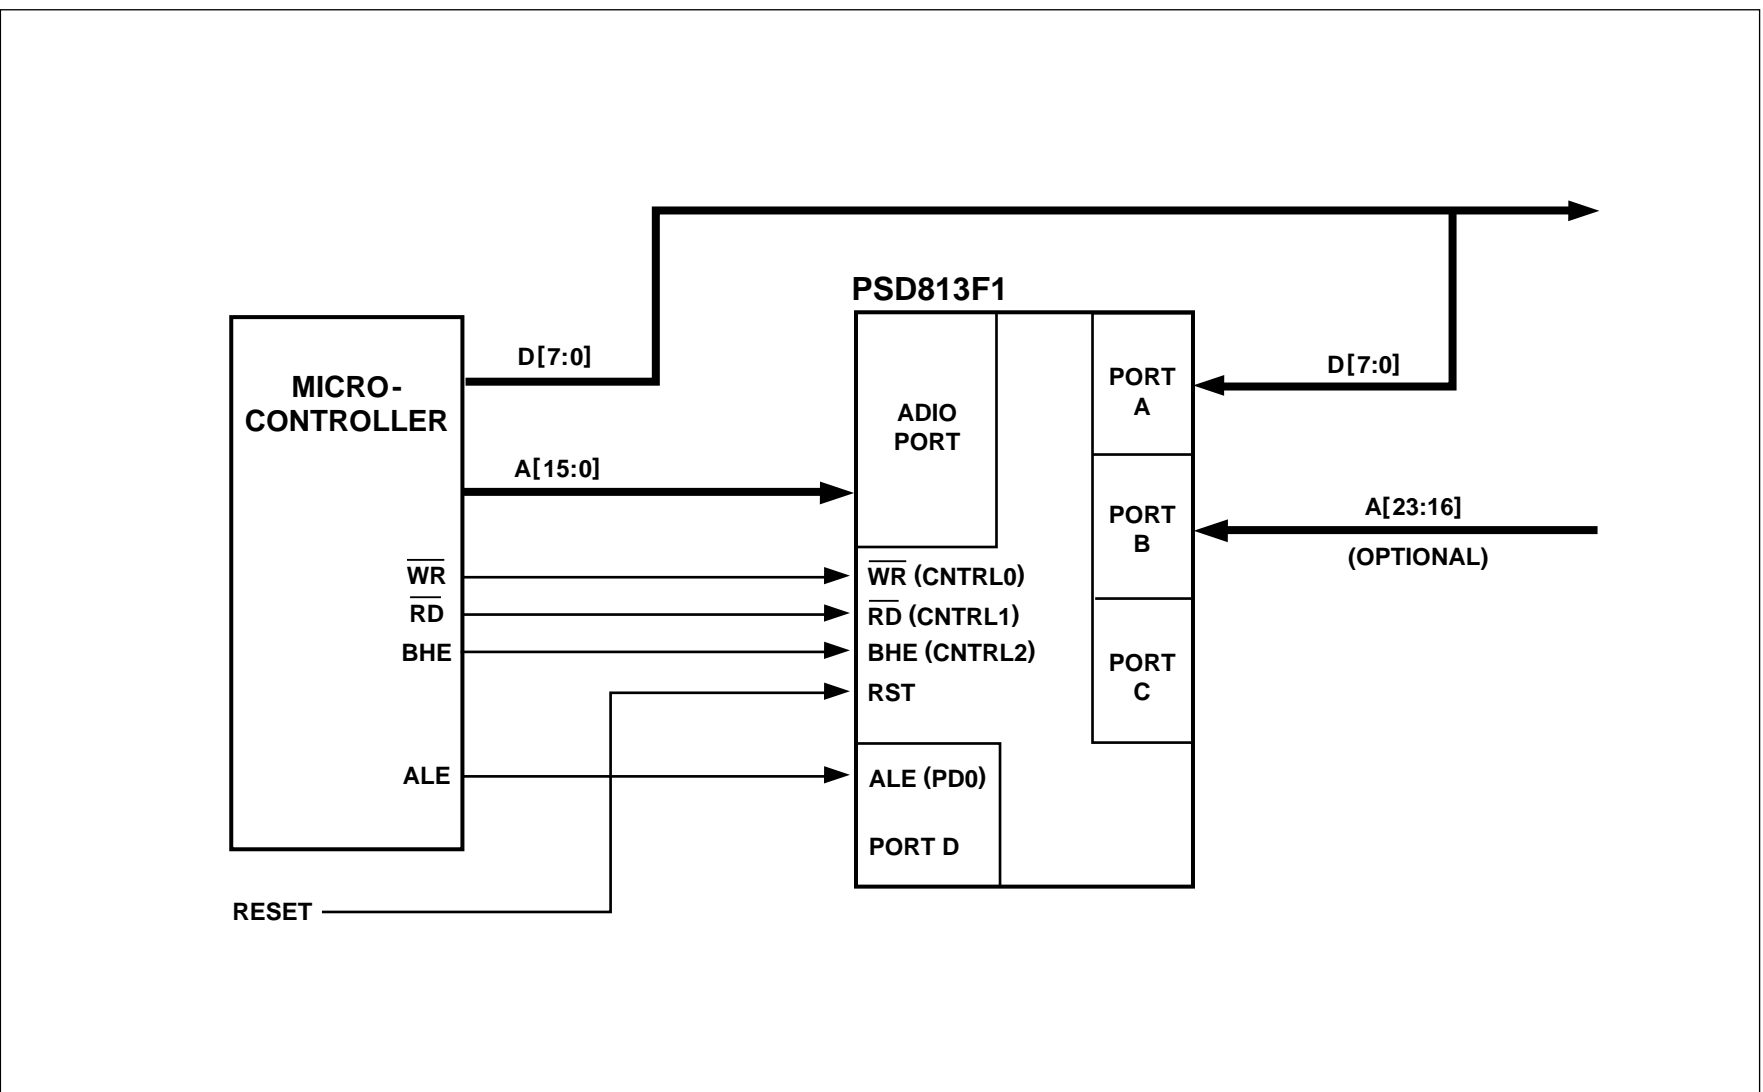 PSD813F1
D[7:0]
D[7:0]
MICRO-
CONTROLLER
PORT
A
ADIO
PORT
A[15:0]
A[23:16]
PORT
B
(OPTIONAL)
WR
WR (CNTRL0)
RD
RD (CNTRL1)
BHE
BHE (CNTRL2)
PORT
C
RST
ALE
ALE (PD0)
PORT D
RESET